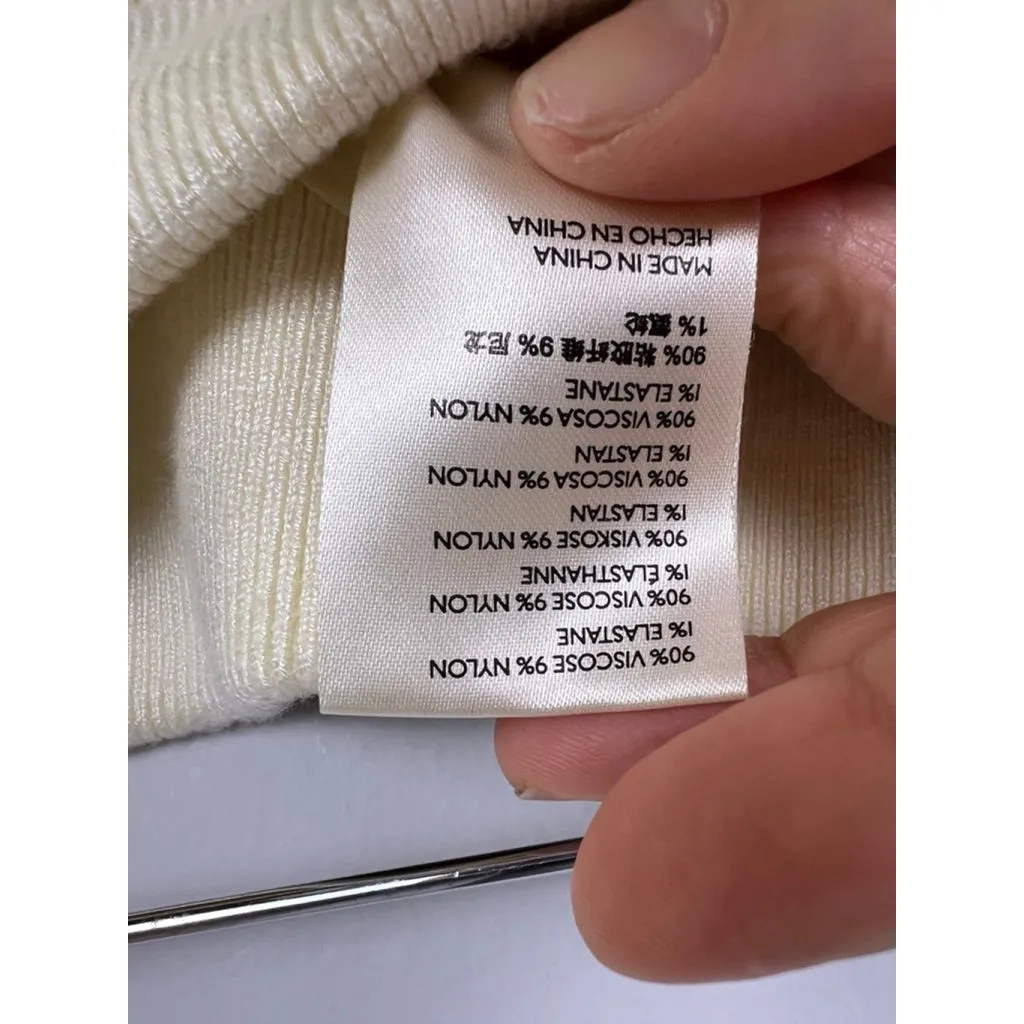 90% VISCOSE 9% NYLON
1% ELASTANE
90% VISCOSE 9% NYLON
1% ÉLASTHANNE
90% VISKOSE 9% NYLON
1% ELASTAN
90% VISCOSA 9% NYLON
1% ELASTAN
90% VISCOSA 9% NYLON
1% ELASTANE
90% 粘胶纤维 9% 尼龙
1% 氨纶
MADE IN CHINA
HECHO EN CHINA